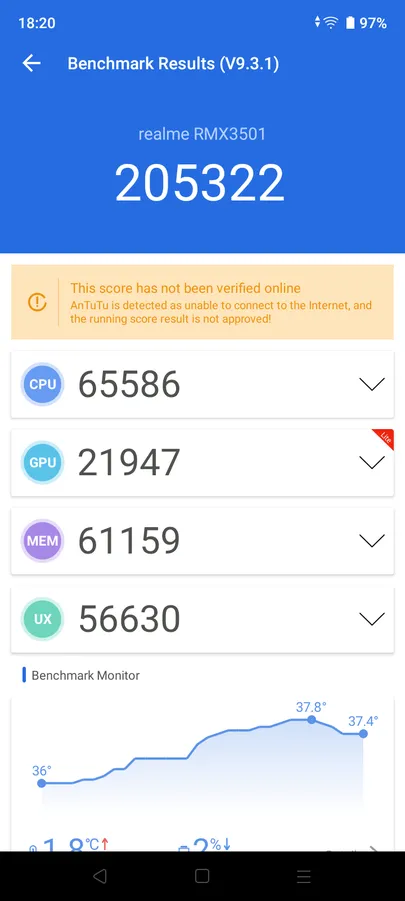 18:20 97%
Benchmark Results (V9.3.1)
realme RMX3501
205322
This score has not been verified online
AnTuTu is detected as unable to connect to the Internet, and
the running score result is not approved!
CPU 65586
Lite
GPU 21947
MEM 61159
UX 56630
Benchmark Monitor
37.8°
37.4°
36°
1.8°C↑ 2%↓